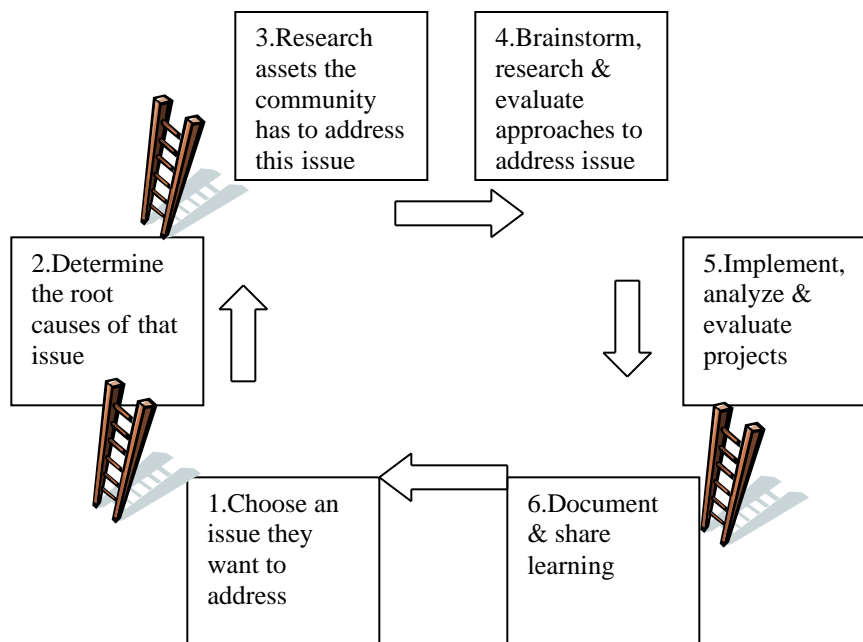 3.Research
assets the
community
has to address
this issue
4.Brainstorm,
research &
evaluate
approaches to
address issue
2.Determine
the root
causes of that
issue
5.Implement,
analyze &
evaluate
projects
1.Choose an
issue they
want to
address
6.Document
& share
learning